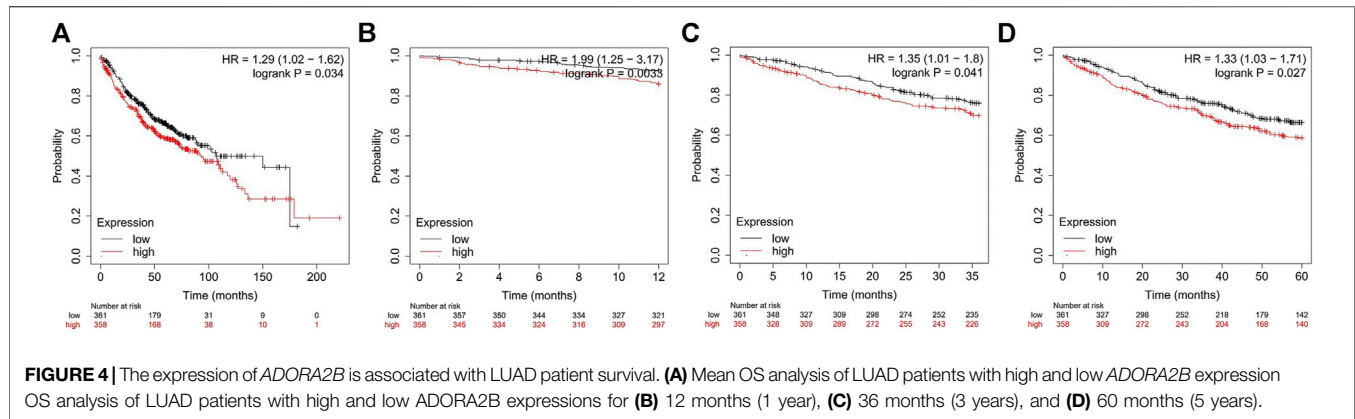 A
HR = 1.29 (1.02 − 1.62)
logrank P = 0.034
Probability
1.0
0.8
0.6
0.4
0.2
0.0
Expression
low
high
0 50 100 150 200
Time (months)
Number at risk
low 361 179 31 9 0
high 358 168 38 10 1
B
HR = 1.99 (1.25 − 3.17)
logrank P = 0.0033
Probability
1.0
0.8
0.6
0.4
0.2
0.0
Expression
low
high
0 2 4 6 8 10 12
Time (months)
Number at risk
low 361 357 350 344 334 327 321
high 358 345 334 324 316 309 297
C
HR = 1.35 (1.01 − 1.8)
logrank P = 0.041
Probability
1.0
0.8
0.6
0.4
0.2
0.0
Expression
low
high
0 5 10 15 20 25 30 35
Time (months)
Number at risk
low 361 348 327 309 298 274 252 235
high 358 328 309 289 272 255 243 226
D
HR = 1.33 (1.03 − 1.71)
logrank P = 0.027
Probability
1.0
0.8
0.6
0.4
0.2
0.0
Expression
low
high
0 10 20 30 40 50 60
Time (months)
Number at risk
low 361 327 298 252 218 179 142
high 358 309 272 243 204 168 140
FIGURE 4 | The expression of ADORA2B is associated with LUAD patient survival. (A) Mean OS analysis of LUAD patients with high and low ADORA2B expression
OS analysis of LUAD patients with high and low ADORA2B expressions for (B) 12 months (1 year), (C) 36 months (3 years), and (D) 60 months (5 years).